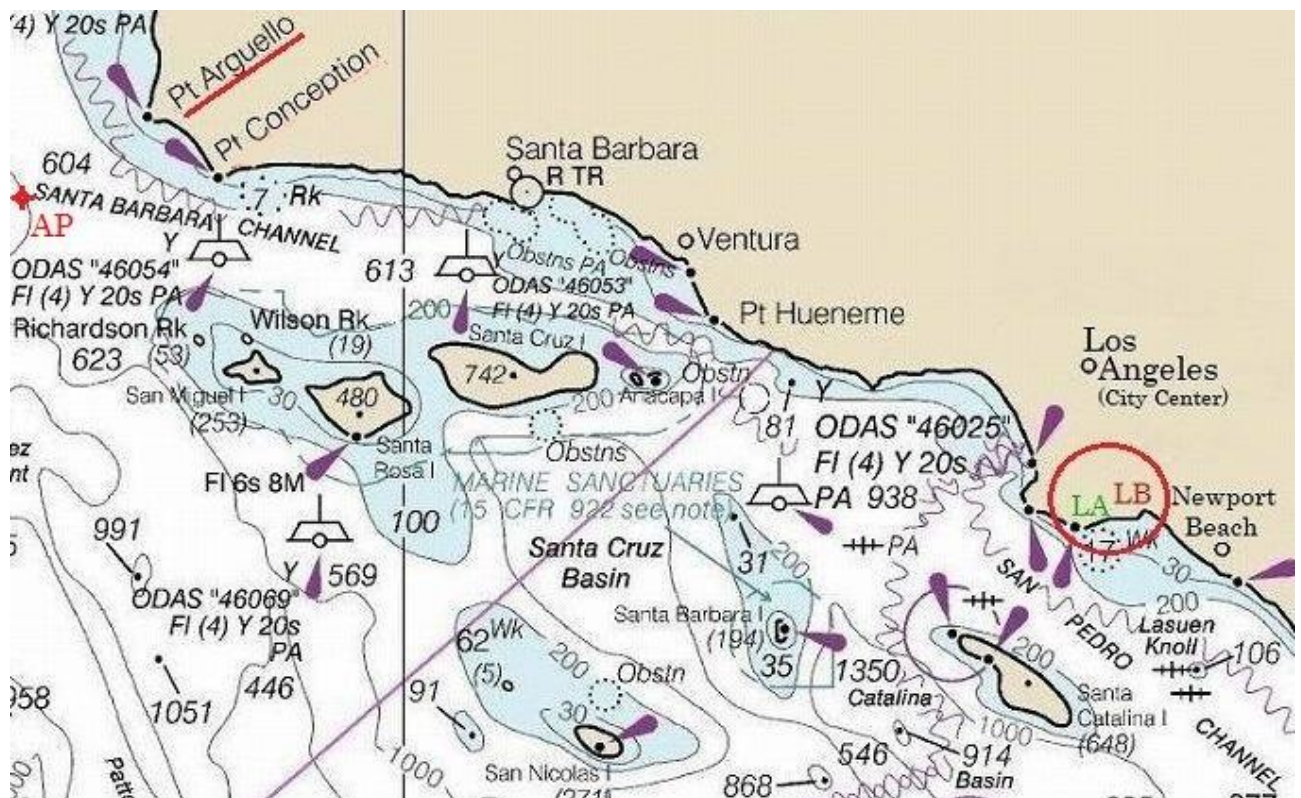 (4) Y 20s PA
Pt Arguello
Pt Conception
604
SANTA BARBARA
CHANNEL
AP
7 Rk
Santa Barbara
R TR
Y
ODAS "46054"
Fl (4) Y 20s PA
613
Obstns PA
Obstns
Y
ODAS "46053"
Fl (4) Y 20s PA
Ventura
Pt Hueneme
Richardson Rk
(53)
623
Wilson Rk
(19)
200
Santa Cruz I
742
San Miguel I
(253)
30
480
Santa
Rosa I
200
Anacapa I
Obstn
Obstns
Los
Angeles
(City Center)
Y
81
ODAS "46025"
Fl (4) Y 20s
PA 938
Fl 6s 8M
MARINE SANCTUARIES
(15 CFR 922 see note)
100
Santa Cruz
Basin
LA LB
Newport
Beach
17 Wk
30
200
PA
31
200
SAN PEDRO CHANNEL
ez
nt
991
Y
569
ODAS "46069"
Fl (4) Y 20s
PA
446
1051
958
62 Wk
(5)
200
Obstn
91
30
San Nicolas I
(271)
1000
Santa Barbara I
(194)
35
1350
Catalina
Basin
Lasuen
Knoll
106
200
Santa
Catalina I
(648)
1000
546
914
868